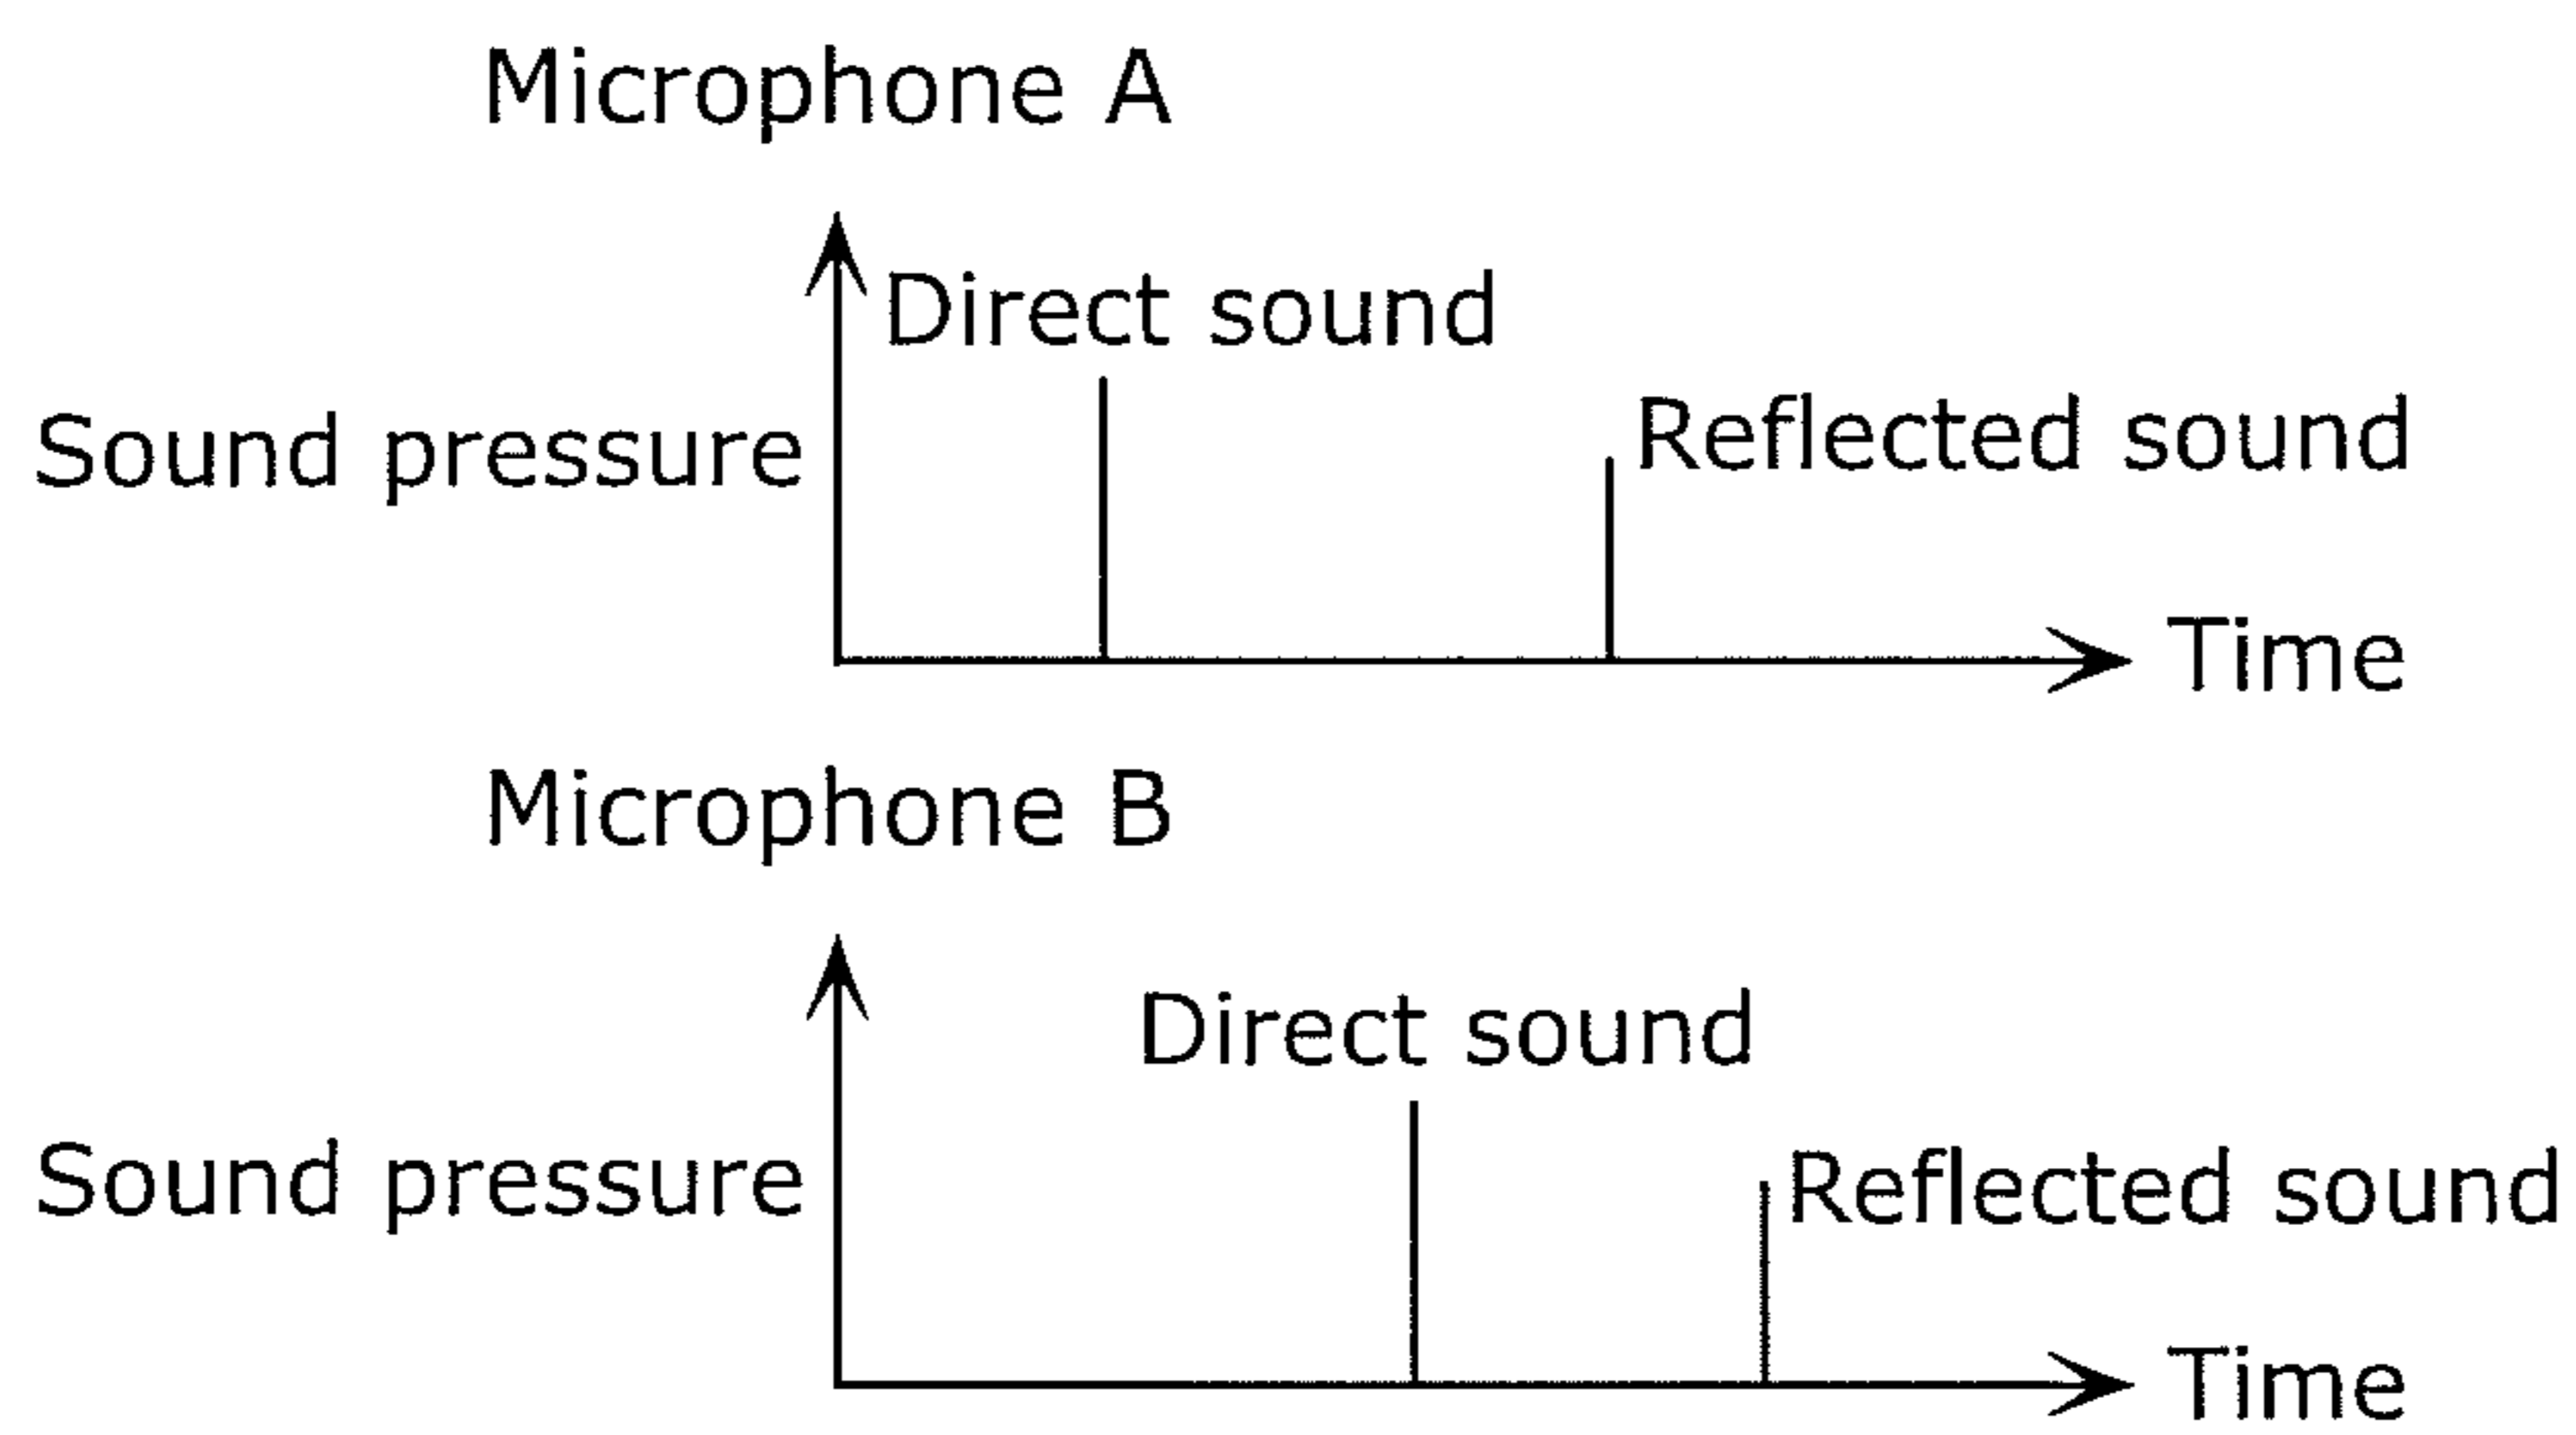 Microphone A
Direct sound
Reflected sound
Sound pressure
Time
Microphone B
Direct sound
Reflected sound
Sound pressure
Time